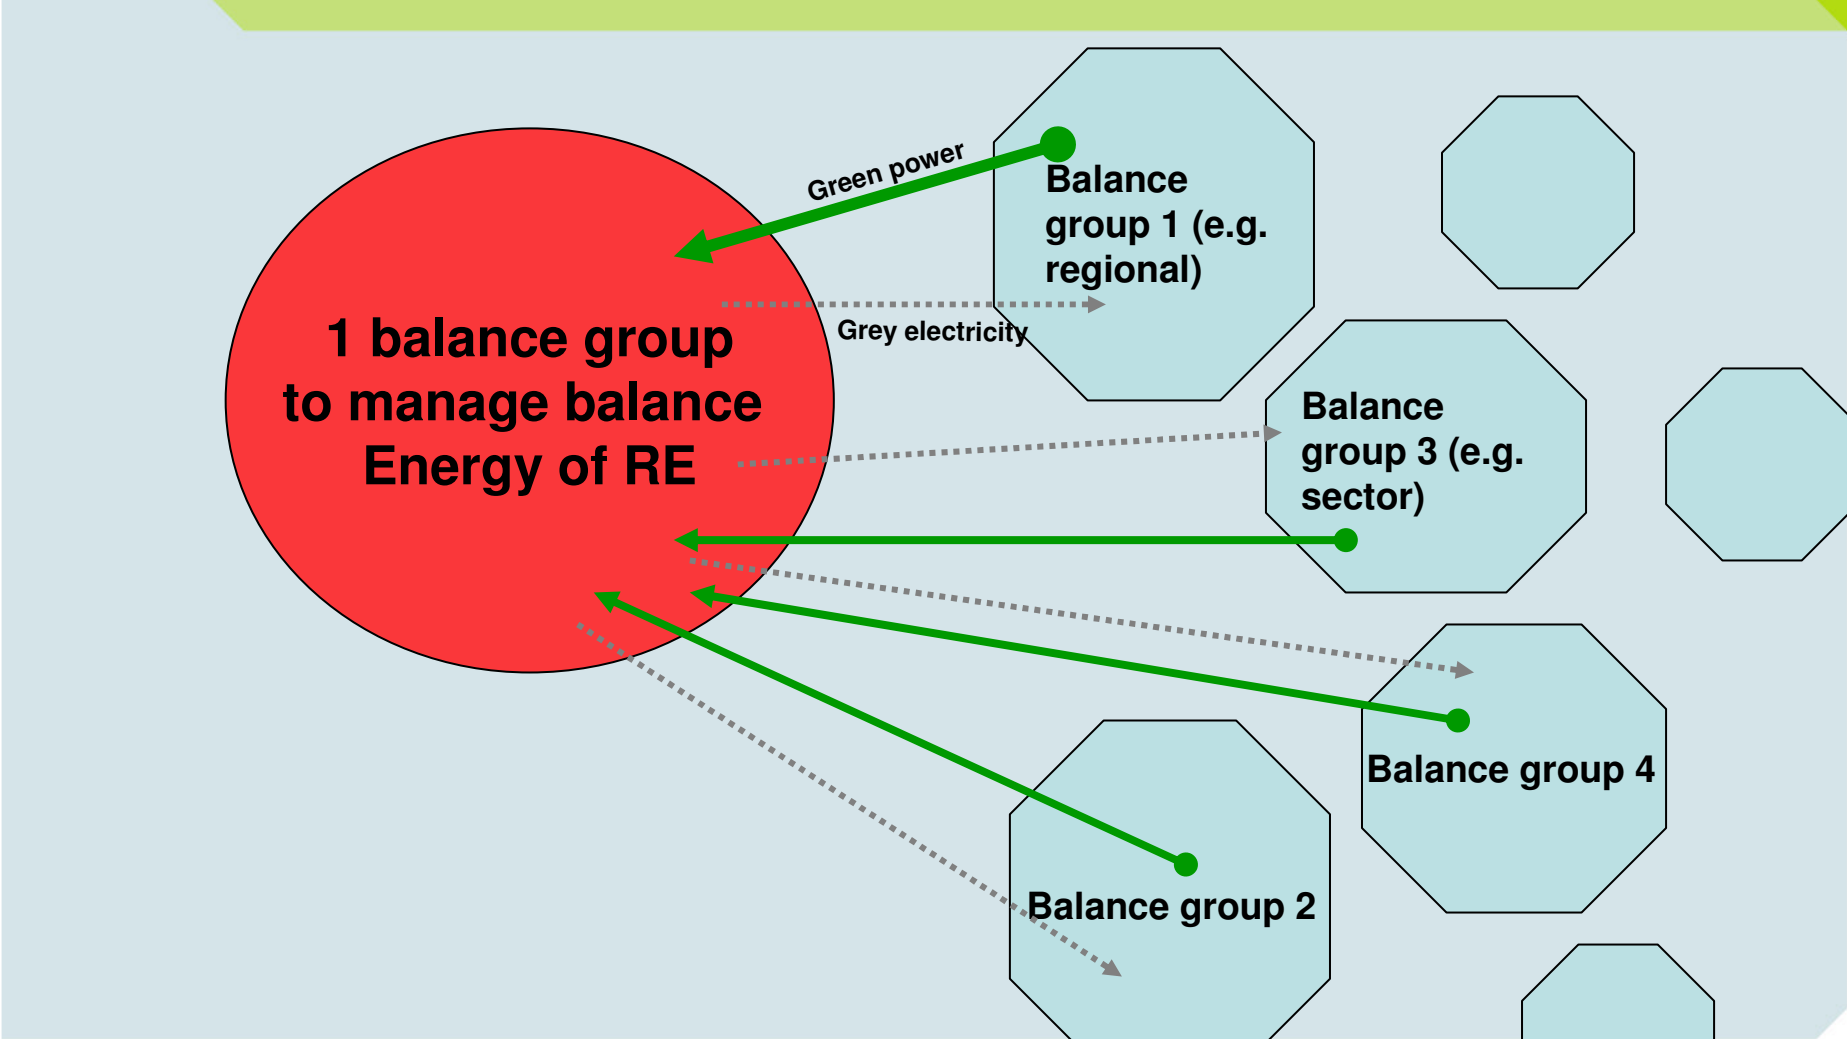 Green power
Balance
group 1 (e.g.
regional)
Grey electricity
1 balance group
to manage balance
Energy of RE
Balance
group 3 (e.g.
sector)
Balance group 4
Balance group 2